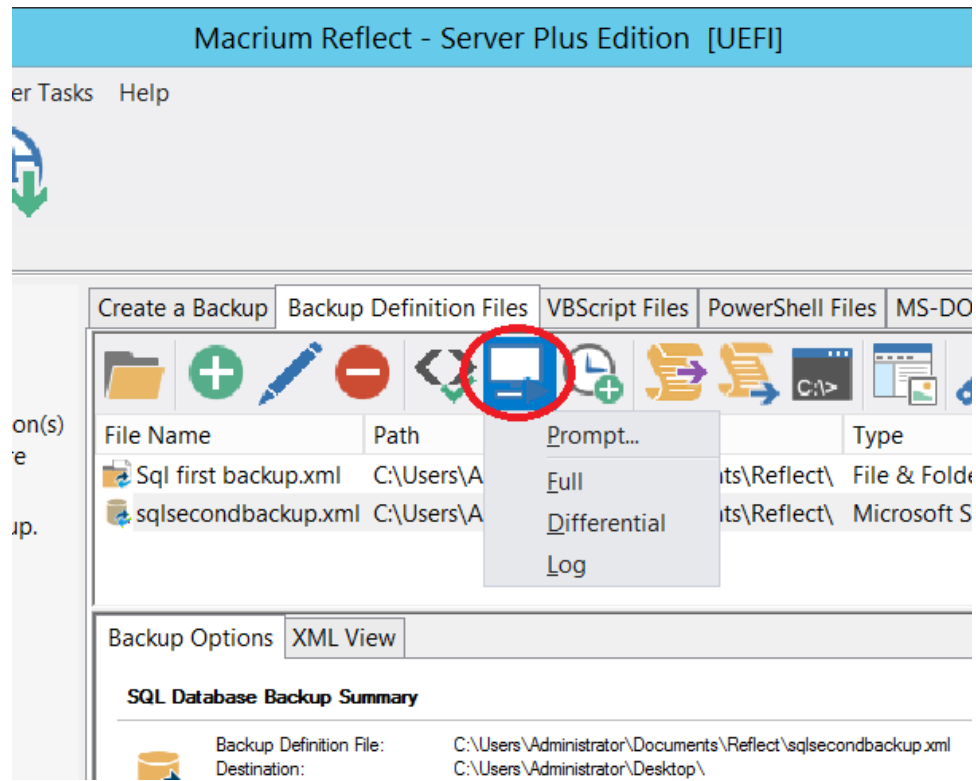 Macrium Reflect - Server Plus Edition [UEFI]
er Tasks Help
Create a Backup Backup Definition Files VBScript Files PowerShell Files MS-DO
C:\>
on(s)
e
up.
File Name Path Type
Sql first backup.xml C:\Users\A ts\Reflect\ File & Folde
sqlsecondbackup.xml C:\Users\A ts\Reflect\ Microsoft S
Prompt...
Full
Differential
Log
Backup Options XML View
SQL Database Backup Summary
Backup Definition File: C:\Users\Administrator\Documents\Reflect\sqlsecondbackup.xml
Destination: C:\Users\Administrator\Desktop\